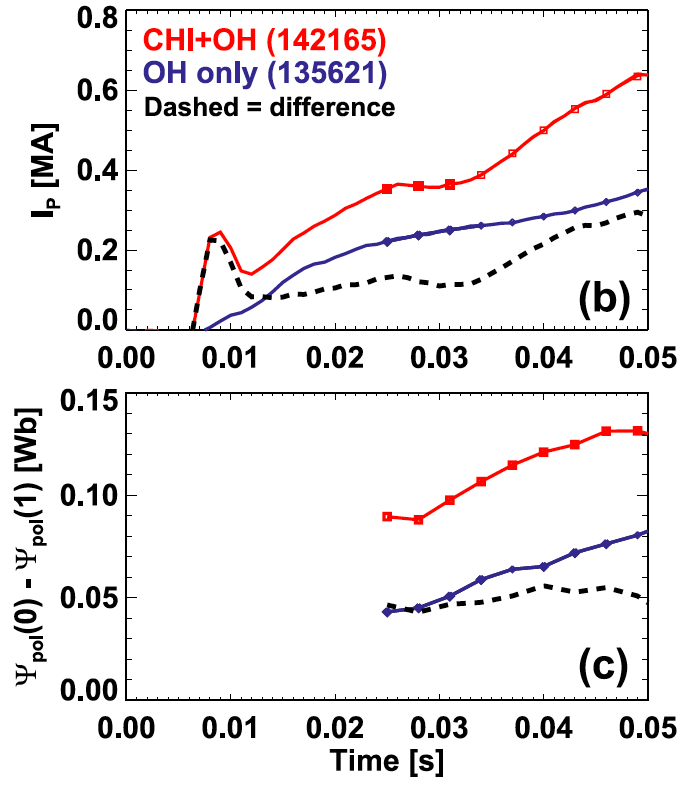 0.8
CHI+OH (142165)
OH only (135621)
Dashed = difference
0.6
0.4
0.2
0.0
I_P [MA]
(b)
0.00 0.01 0.02 0.03 0.04 0.05
0.15
0.10
0.05
0.00
Ψ_pol(0) - Ψ_pol(1) [Wb]
(c)
0.00 0.01 0.02 0.03 0.04 0.05
Time [s]